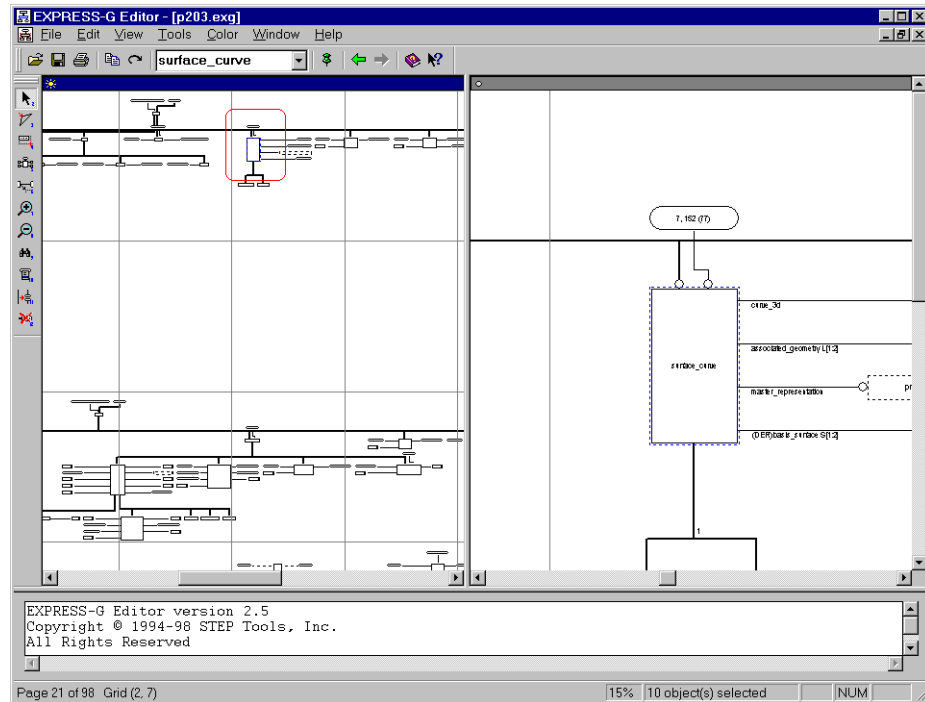 EXPRESS-G Editor - [p203.exg]
File Edit View Tools Color Window Help
surface_curve
7, 152 (77)
curve_3d
associated_geometry L[1:2]
surface_curve
master_representation
pr
(DER)basis_surface S[1:2]
1
EXPRESS-G Editor version 2.5
Copyright © 1994-98 STEP Tools, Inc.
All Rights Reserved
Page 21 of 98 Grid (2, 7) 15% 10 object(s) selected NUM